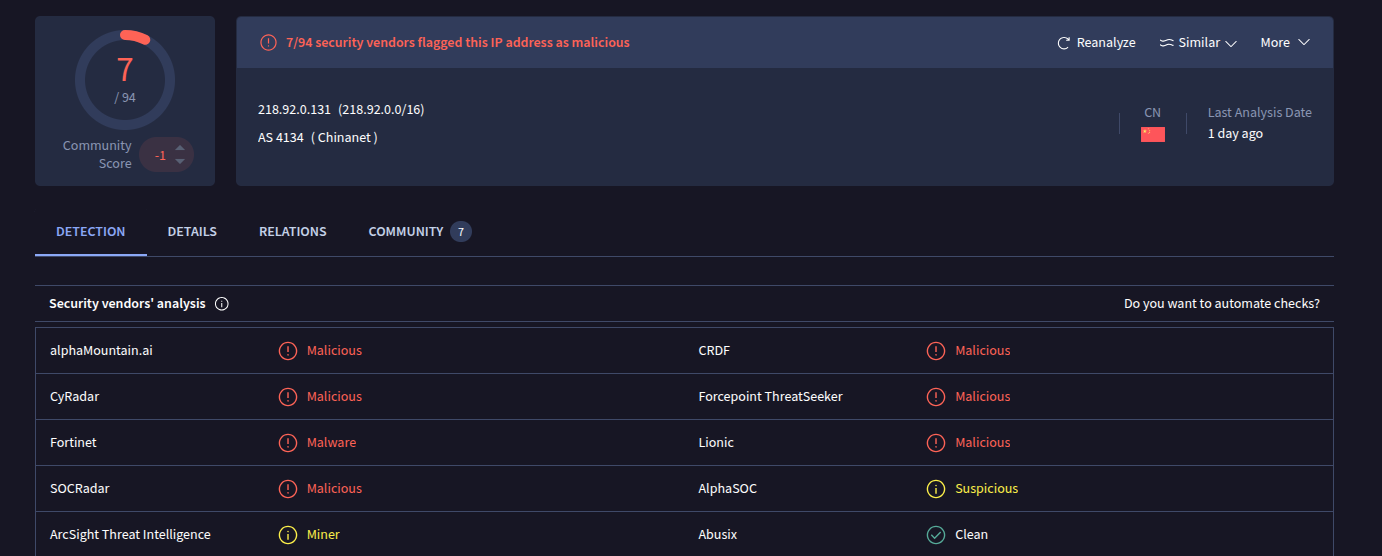 7
/ 94
Community
Score
-1
7/94 security vendors flagged this IP address as malicious
Reanalyze
Similar
More
218.92.0.131 (218.92.0.0/16)
AS 4134 ( Chinanet )
CN
Last Analysis Date
1 day ago
DETECTION
DETAILS
RELATIONS
COMMUNITY 7
Security vendors' analysis
Do you want to automate checks?
alphaMountain.ai Malicious CRDF Malicious
CyRadar Malicious Forcepoint ThreatSeeker Malicious
Fortinet Malware Lionic Malicious
SOCRadar Malicious AlphaSOC Suspicious
ArcSight Threat Intelligence Miner Abusix Clean